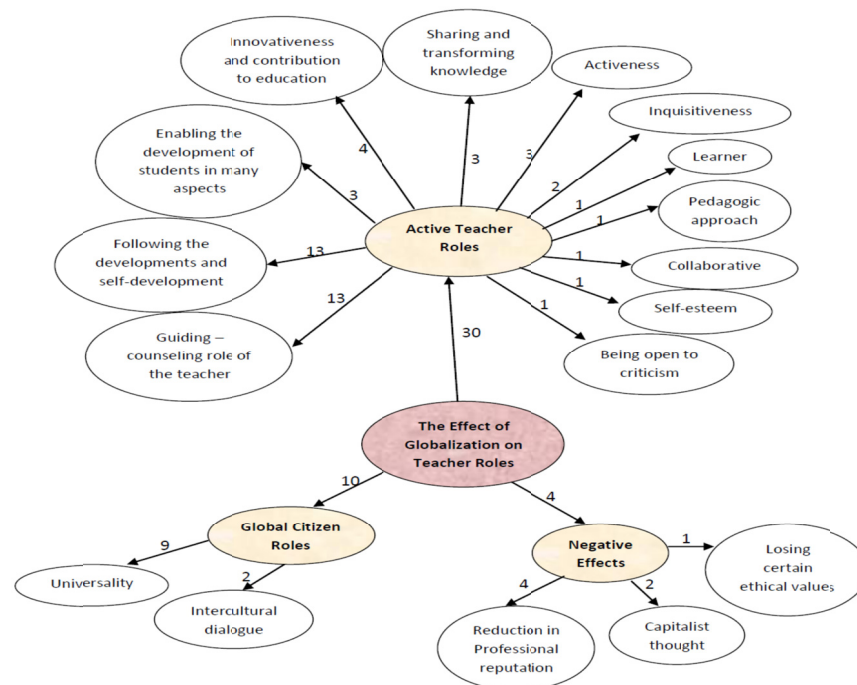 Innovativeness
and contribution
to education
Sharing and
transforming
knowledge
Activeness
Inquisitiveness
Learner
Pedagogic
approach
Collaborative
Self-esteem
Being open to
criticism
Enabling the
development of
students in many
aspects
Following the
developments and
self-development
Guiding –
counseling role of
the teacher
4
3
3
2
1
1
1
1
1
3
13
13
Active Teacher
Roles
30
The Effect of
Globalization on
Teacher Roles
10
4
Global Citizen
Roles
9
2
Universality
Intercultural
dialogue
Negative
Effects
1
4
2
Losing
certain
ethical values
Reduction in
Professional
reputation
Capitalist
thought